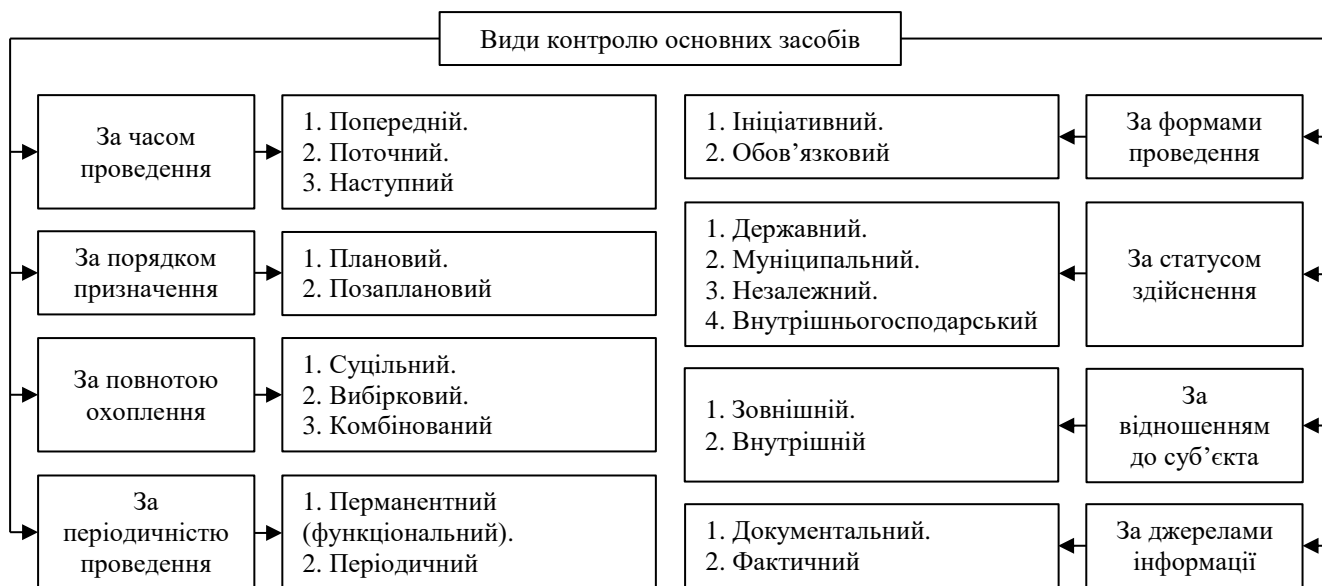 Види контролю основних засобів
За часом
проведення
1. Попередній.
2. Поточний.
3. Наступний
За порядком
призначення
1. Плановий.
2. Позаплановий
За повнотою
охоплення
1. Суцільний.
2. Вибірковий.
3. Комбінований
За
періодичністю
проведення
1. Перманентний
(функціональний).
2. Періодичний
1. Ініціативний.
2. Обов’язковий
За формами
проведення
1. Державний.
2. Муніципальний.
3. Незалежний.
4. Внутрішньогосподарський
За статусом
здійснення
1. Зовнішній.
2. Внутрішній
За
відношенням
до суб’єкта
1. Документальний.
2. Фактичний
За джерелами
інформації